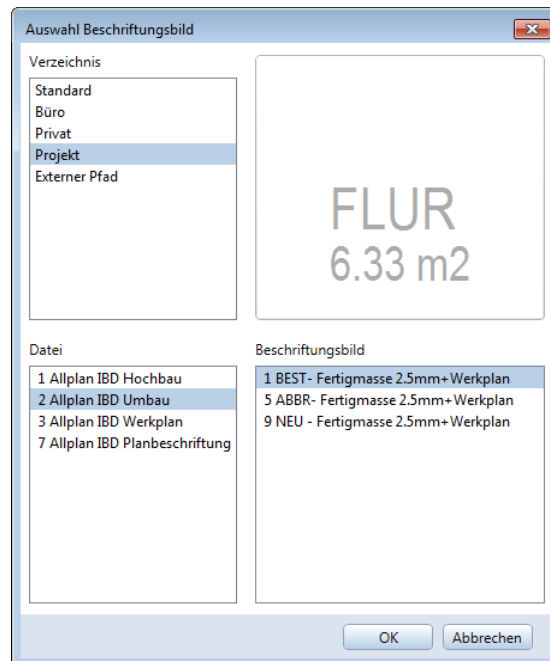 Auswahl Beschriftungsbild
Verzeichnis
Standard
Büro
Privat
Projekt
Externer Pfad
FLUR
6.33 m2
Datei
1 Allplan IBD Hochbau
2 Allplan IBD Umbau
3 Allplan IBD Werkplan
7 Allplan IBD Planbeschriftung
Beschriftungsbild
1 BEST- Fertigmasse 2.5mm+Werkplan
5 ABBR- Fertigmasse 2.5mm+Werkplan
9 NEU - Fertigmasse 2.5mm+Werkplan
OK
Abbrechen